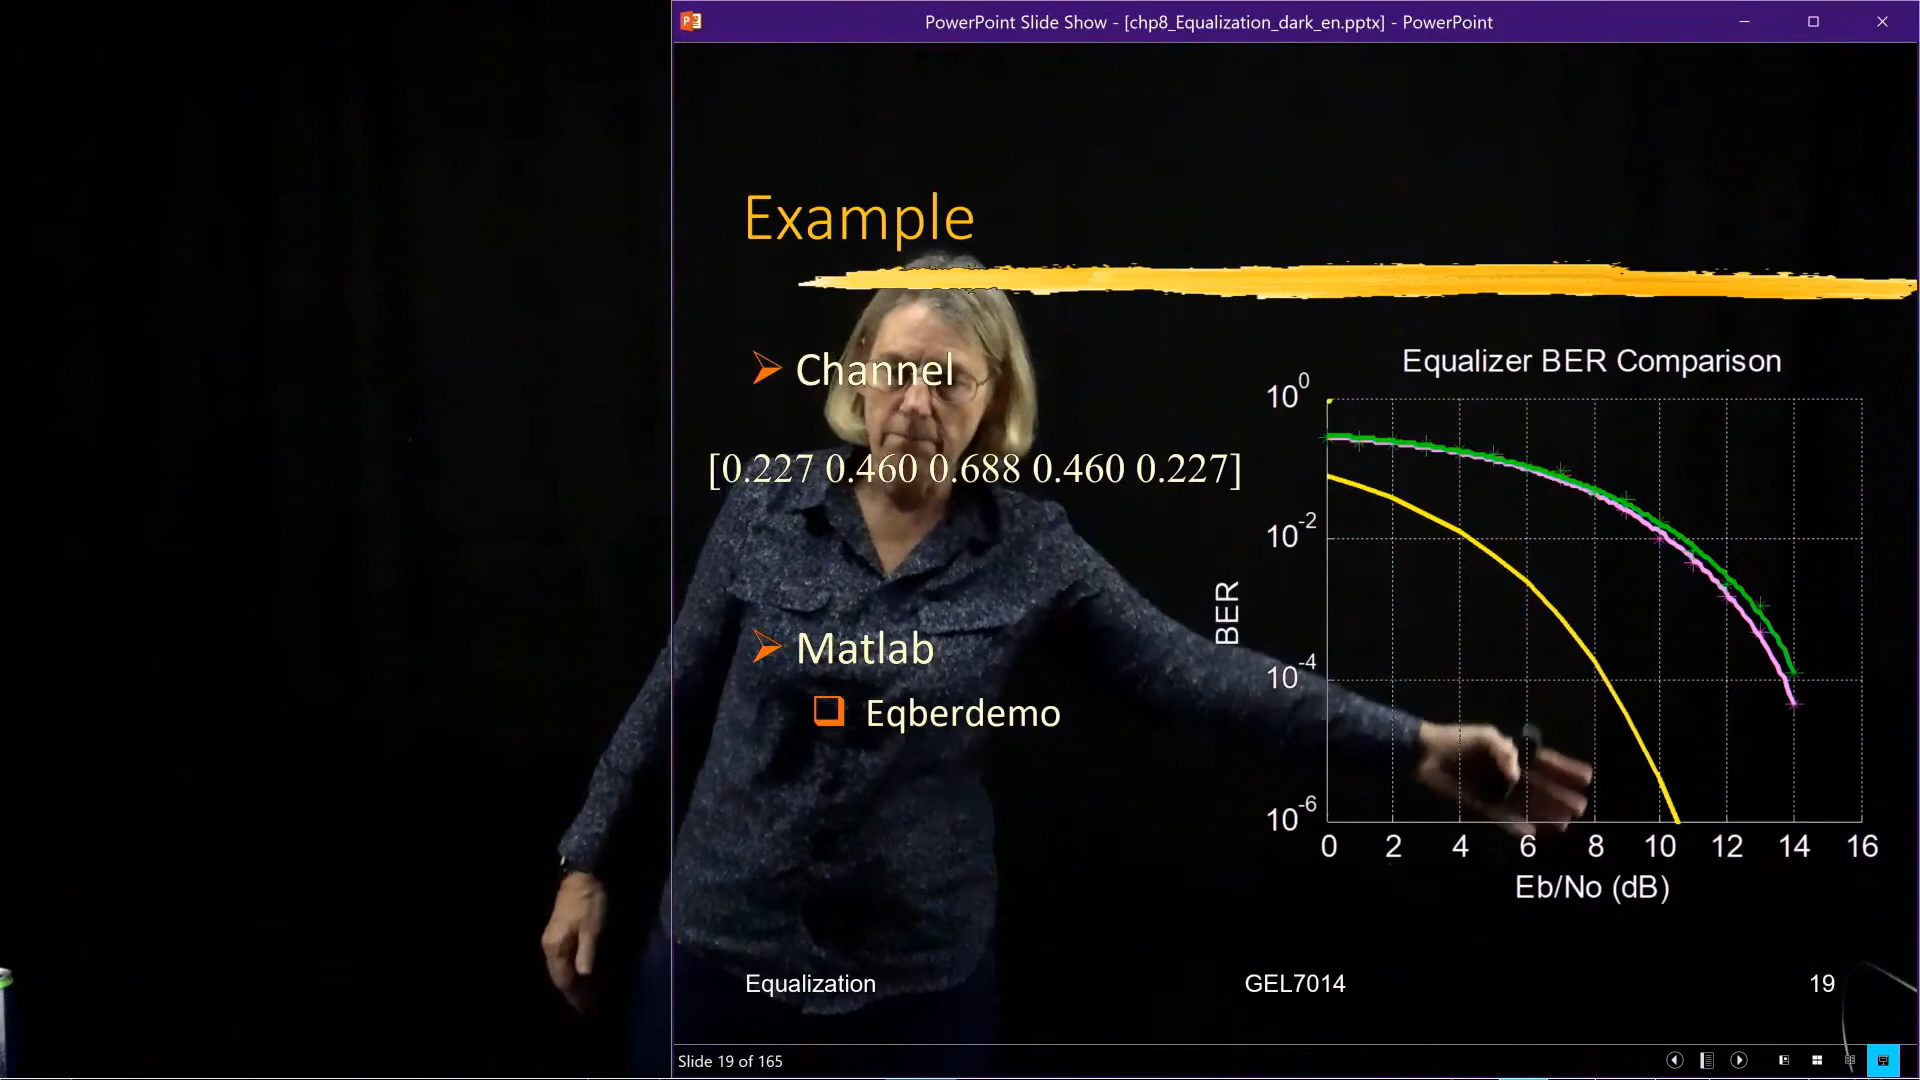 PowerPoint Slide Show - [chp8_Equalization_dark_en.pptx] - PowerPoint
Example
Channel
[0.227 0.460 0.688 0.460 0.227]
Matlab
Eqberdemo
Equalizer BER Comparison
10^0
10^-2
10^-4
10^-6
BER
0 2 4 6 8 10 12 14 16
Eb/No (dB)
Equalization GEL7014 19
Slide 19 of 165